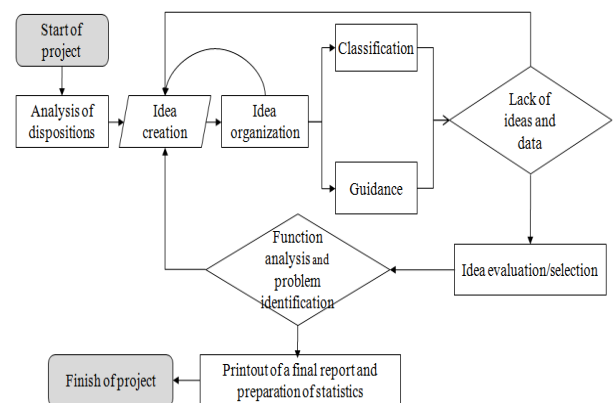 Start of
project
Analysis of
dispositions
Idea
creation
Idea
organization
Classification
Guidance
Lack of
ideas and
data
Idea evaluation/selection
Function
analysis and
problem
identification
Printout of a final report and
preparation of statistics
Finish of project